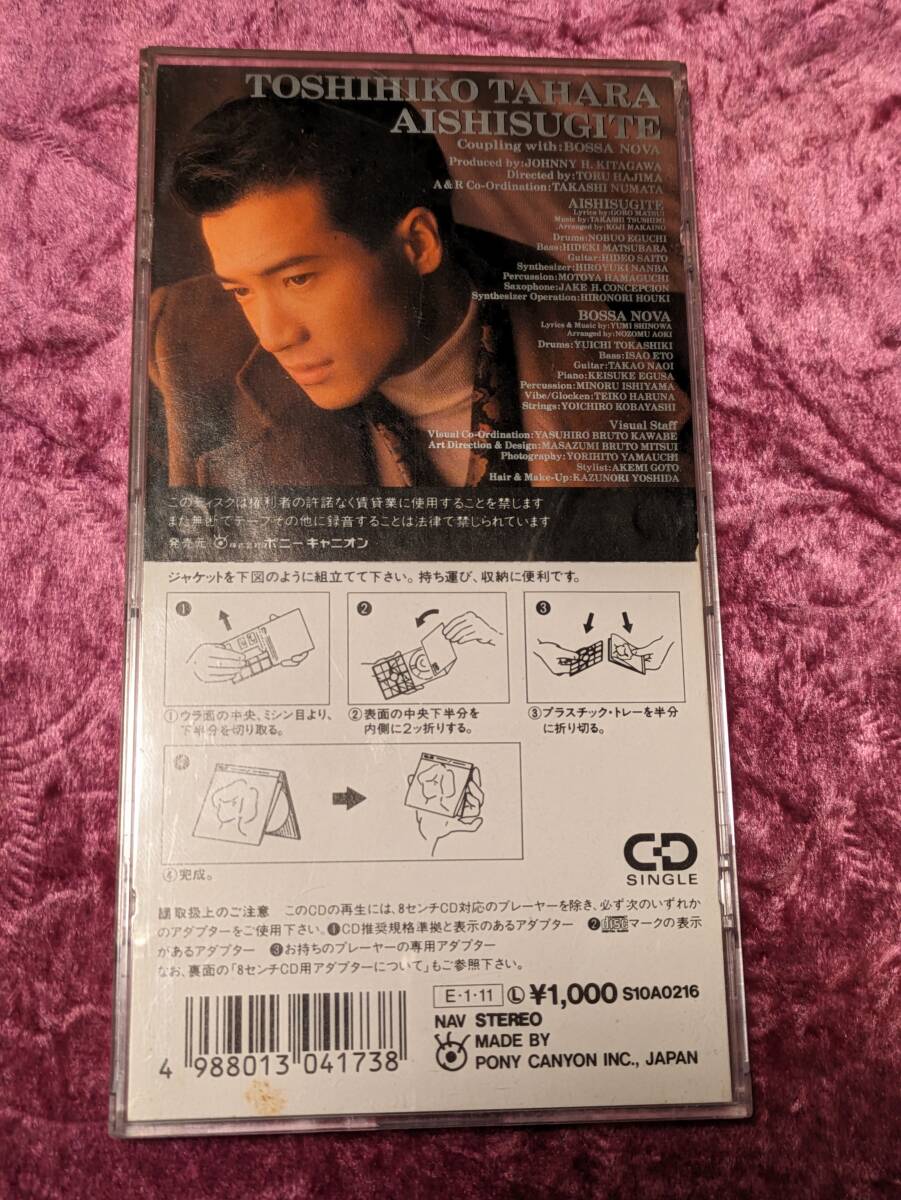 TOSHIHIKO TAHARA
AISHISUGITE
Coupling with:BOSSA NOVA
Produced by:JOHNNY H. KITAGAWA
Directed by:TORU HAJIMA
A&R Co-Ordination:TAKASHI NUMATA
AISHISUGITE
Lyrics by:GORO MATSUI
Music by:TAKASHI TSUSHIMI
Arranged by:KOJI MAKAINO
Drums:NOBUO EGUCHI
Bass:HIDEKI MATSUBARA
Guitar:HIDEO SAITO
Synthesizer:HIROYUKI NANBA
Percussion:MOTOYA HAMAGUCHI
Saxophone:JAKE H. CONCEPCION
Synthesizer Operation:HIRONORI HOUKI
BOSSA NOVA
Lyrics & Music by:YUMI SHINOWA
Arranged by:NOZOMU AOKI
Drums:YUICHI TOKASHIKI
Bass:ISAO ETO
Guitar:TAKAO NAOI
Piano:KEISUKE EGUSA
Percussion:MINORU ISHIYAMA
Vibe/Glocken:TEIKO HARUNA
Strings:YOICHIRO KOBAYASHI
Visual Staff
Visual Co-Ordination:YASUHIRO BRUTO KAWABE
Art Direction & Design:MASAZUMI BRUTO MITSUI
Photography:YORIHITO YAMAUCHI
Stylist:AKEMI GOTO
Hair & Make-Up:KAZUNORI YOSHIDA
このディスクは権利者の許諾なく賃貸業に使用することを禁じます
また無断でテープその他に録音することは法律で禁じられています
発売元 株式会社ポニーキャニオン
ジャケットを下図のように組立てて下さい。持ち運び、収納に便利です。
❶ ❷ ❸
①ウラ面の中央、ミシン目より、下半分を切り取る。
②表面の中央下半分を内側に2ッ折りする。
③プラスチック・トレーを半分に折り切る。
④完成。
CD
SINGLE
取扱上のご注意 このCDの再生には、8センチCD対応のプレーヤーを除き、必ず次のいずれか
のアダプターをご使用下さい。❶CD推奨規格準拠と表示のあるアダプター ❷discマークの表示
があるアダプター ❸お持ちのプレーヤーの専用アダプター
なお、裏面の「8センチCD用アダプターについて」もご参照下さい。
E・1・11 Ⓛ ¥1,000 S10A0216
NAV STEREO
MADE BY
PONY CANYON INC., JAPAN
4 988013 041738